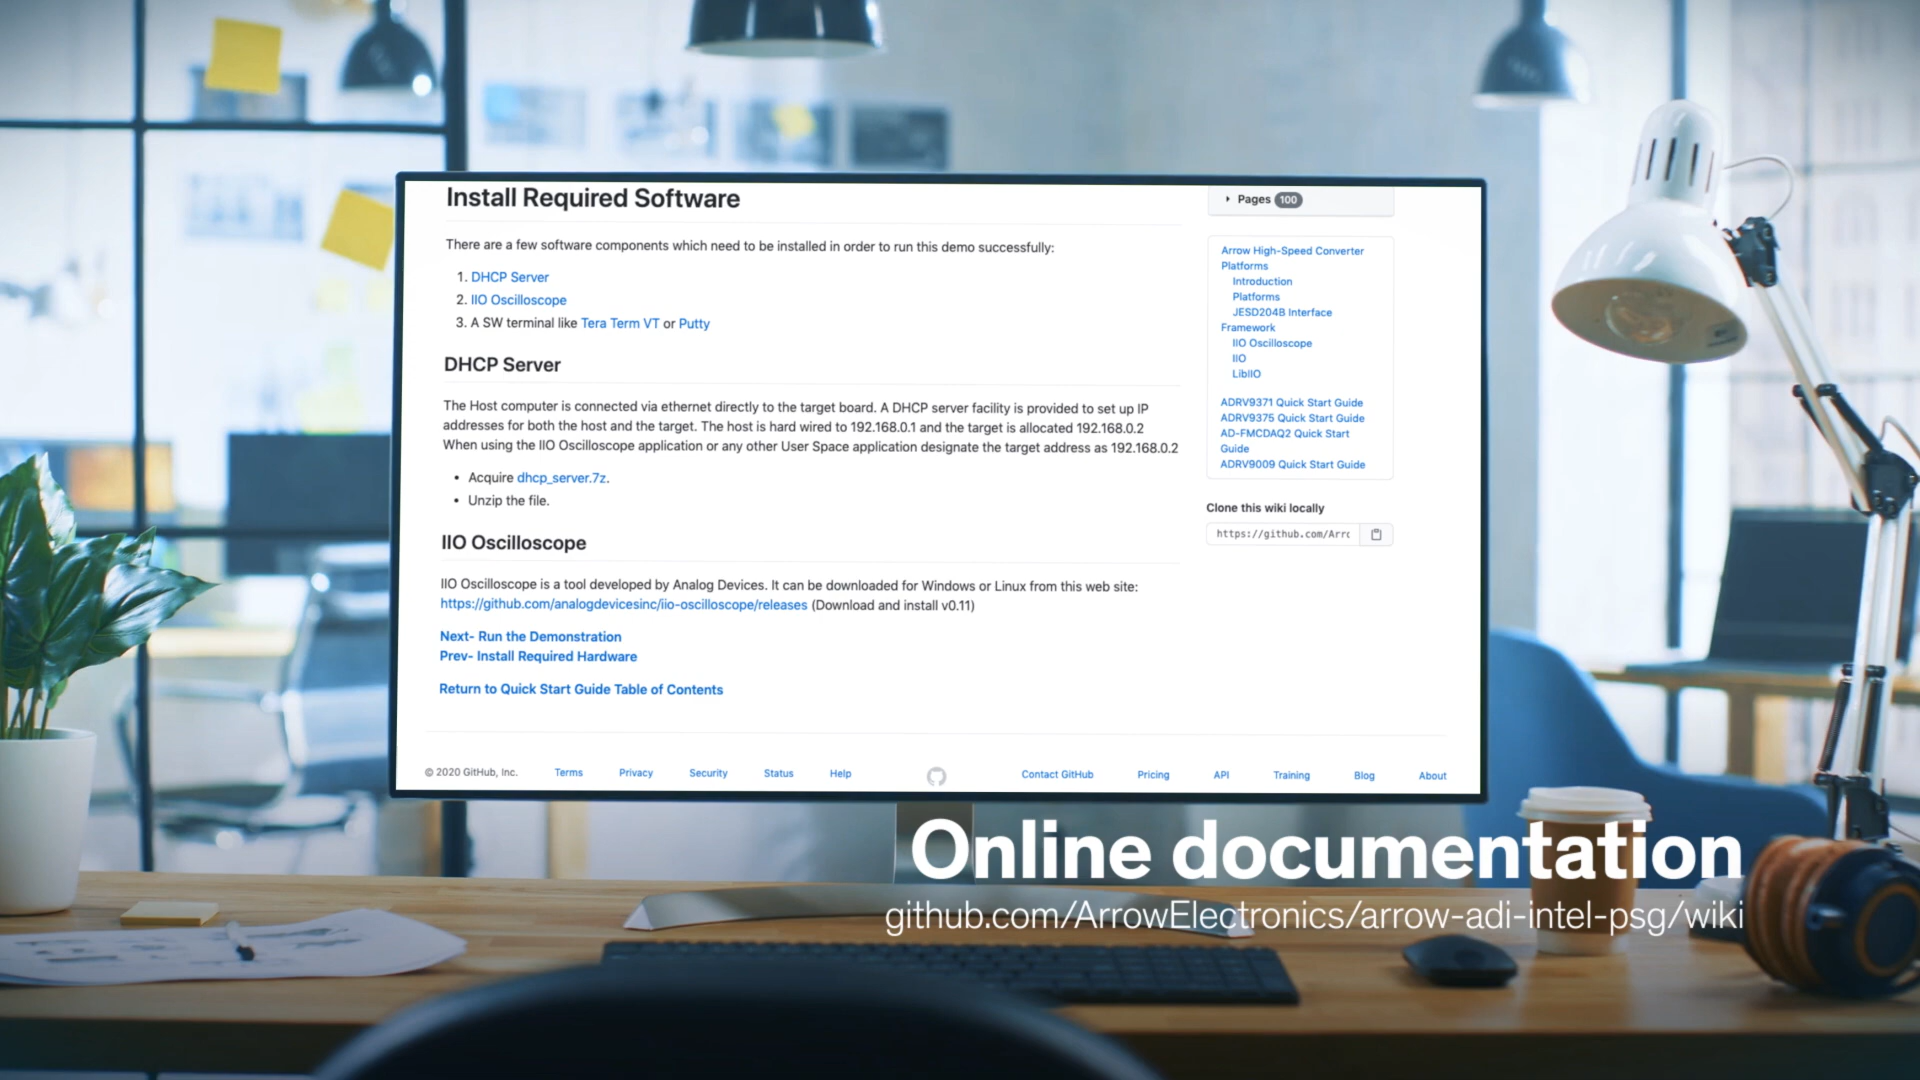 Install Required Software
There are a few software components which need to be installed in order to run this demo successfully:
1. DHCP Server
2. IIO Oscilloscope
3. A SW terminal like Tera Term VT or Putty
DHCP Server
The Host computer is connected via ethernet directly to the target board. A DHCP server facility is provided to set up IP
addresses for both the host and the target. The host is hard wired to 192.168.0.1 and the target is allocated 192.168.0.2
When using the IIO Oscilloscope application or any other User Space application designate the target address as 192.168.0.2
• Acquire dhcp_server.7z.
• Unzip the file.
IIO Oscilloscope
IIO Oscilloscope is a tool developed by Analog Devices. It can be downloaded for Windows or Linux from this web site:
https://github.com/analogdevicesinc/iio-oscilloscope/releases (Download and install v0.11)
Next- Run the Demonstration
Prev- Install Required Hardware
Return to Quick Start Guide Table of Contents
Pages 100
Arrow High-Speed Converter
Platforms
Introduction
Platforms
JESD204B Interface
Framework
IIO Oscilloscope
IIO
LibIIO
ADRV9371 Quick Start Guide
ADRV9375 Quick Start Guide
AD-FMCDAQ2 Quick Start
Guide
ADRV9009 Quick Start Guide
Clone this wiki locally
https://github.com/Arrc
© 2020 GitHub, Inc. Terms Privacy Security Status Help Contact GitHub Pricing API Training Blog About
Online documentation
github.com/ArrowElectronics/arrow-adi-intel-psg/wiki